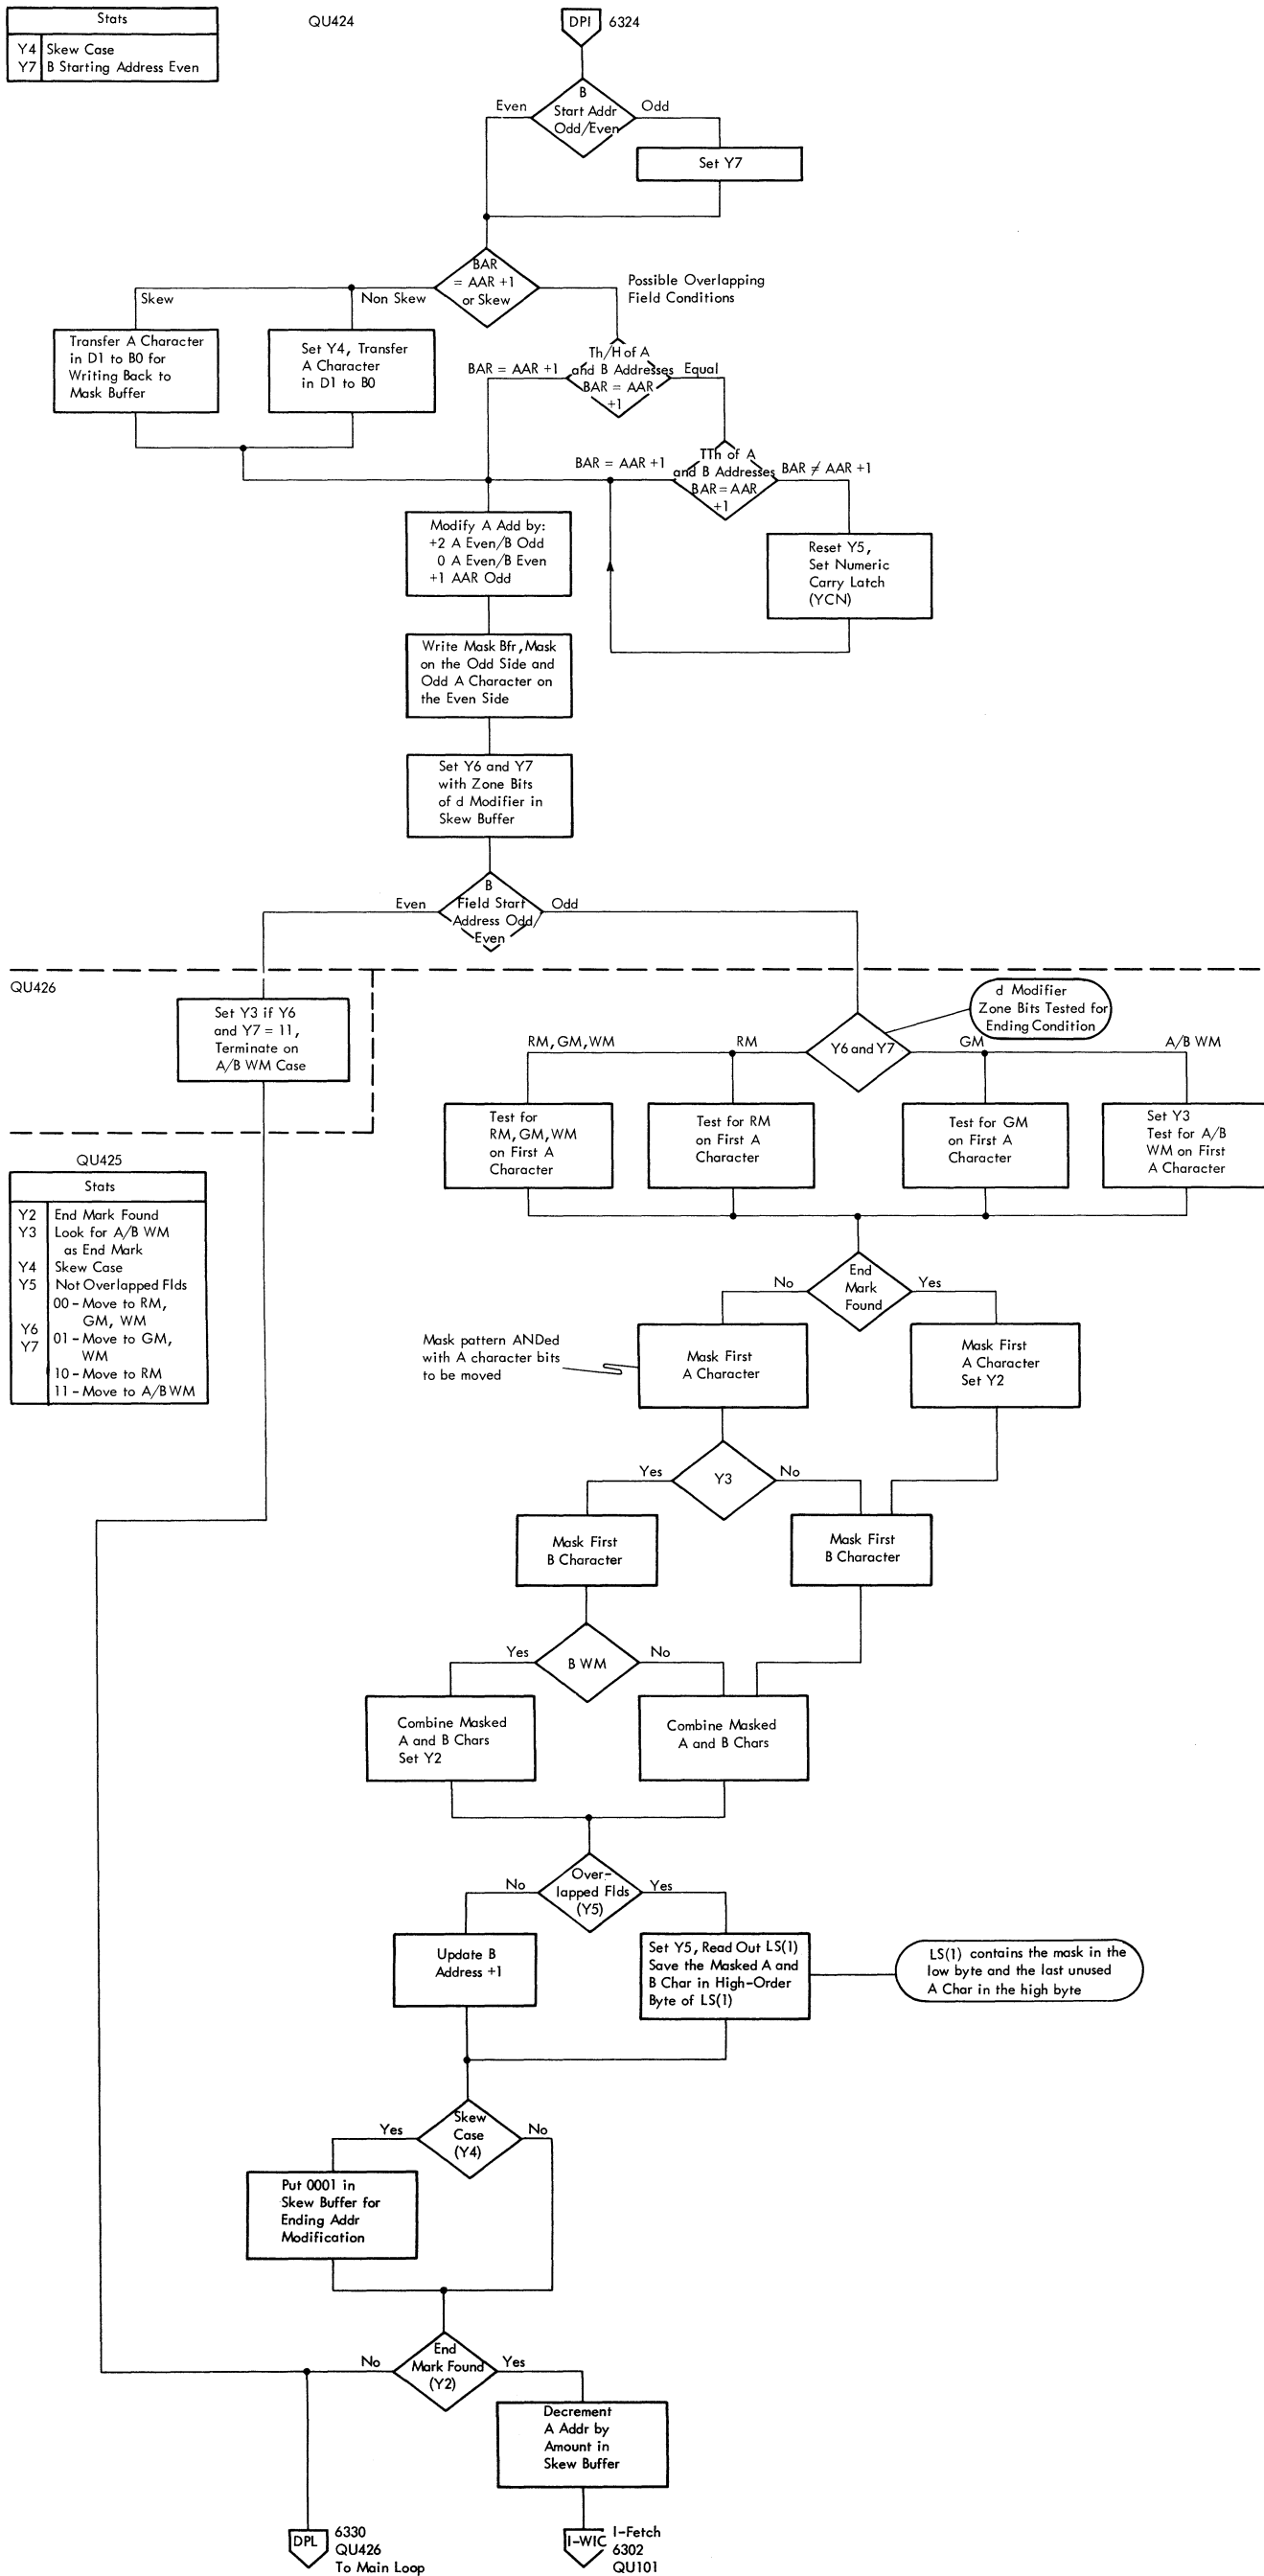 Stats
Y4 Skew Case
Y7 B Starting Address Even
QU424
DPI 6324
B
Start Addr
Odd/Even
Even
Odd
Set Y7
BAR
= AAR +1
or Skew
Skew
Non Skew
Possible Overlapping
Field Conditions
Transfer A Character
in D1 to B0 for
Writing Back to
Mask Buffer
Set Y4, Transfer
A Character
in D1 to B0
Th/H of A
and B Addresses
BAR = AAR
+1
BAR = AAR +1
Equal
TTh of A
and B Addresses
BAR = AAR
+1
BAR = AAR +1
BAR ≠ AAR +1
Reset Y5,
Set Numeric
Carry Latch
(YCN)
Modify A Add by:
+2 A Even/B Odd
0 A Even/B Even
+1 AAR Odd
Write Mask Bfr, Mask
on the Odd Side and
Odd A Character on
the Even Side
Set Y6 and Y7
with Zone Bits
of d Modifier in
Skew Buffer
B
Field Start
Address Odd/
Even
Even
Odd
QU426
Set Y3 if Y6
and Y7 = 11,
Terminate on
A/B WM Case
d Modifier
Zone Bits Tested for
Ending Condition
Y6 and Y7
RM, GM, WM
RM
GM
A/B WM
Test for
RM, GM, WM
on First A
Character
Test for RM
on First A
Character
Test for GM
on First A
Character
Set Y3
Test for A/B
WM on First
A Character
QU425
Stats
Y2 End Mark Found
Y3 Look for A/B WM
as End Mark
Y4 Skew Case
Y5 Not Overlapped Flds
00 - Move to RM,
GM, WM
Y6
Y7
01 - Move to GM,
WM
10 - Move to RM
11 - Move to A/B WM
End
Mark
Found
No
Yes
Mask pattern ANDed
with A character bits
to be moved
Mask First
A Character
Mask First
A Character
Set Y2
Y3
Yes
No
Mask First
B Character
Mask First
B Character
B WM
Yes
No
Combine Masked
A and B Chars
Set Y2
Combine Masked
A and B Chars
Over-
lapped Flds
(Y5)
No
Yes
Update B
Address +1
Set Y5, Read Out LS(1)
Save the Masked A and
B Char in High-Order
Byte of LS(1)
LS(1) contains the mask in the
low byte and the last unused
A Char in the high byte
Skew
Case
(Y4)
Yes
No
Put 0001 in
Skew Buffer for
Ending Addr
Modification
End
Mark Found
(Y2)
No
Yes
Decrement
A Addr by
Amount in
Skew Buffer
DPL
6330
QU426
To Main Loop
I-WIC
I-Fetch
6302
QU101